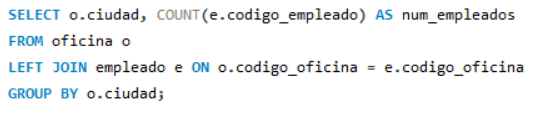 SELECT o.ciudad, COUNT(e.codigo_empleado) AS num_empleados
FROM oficina o
LEFT JOIN empleado e ON o.codigo_oficina = e.codigo_oficina
GROUP BY o.ciudad;